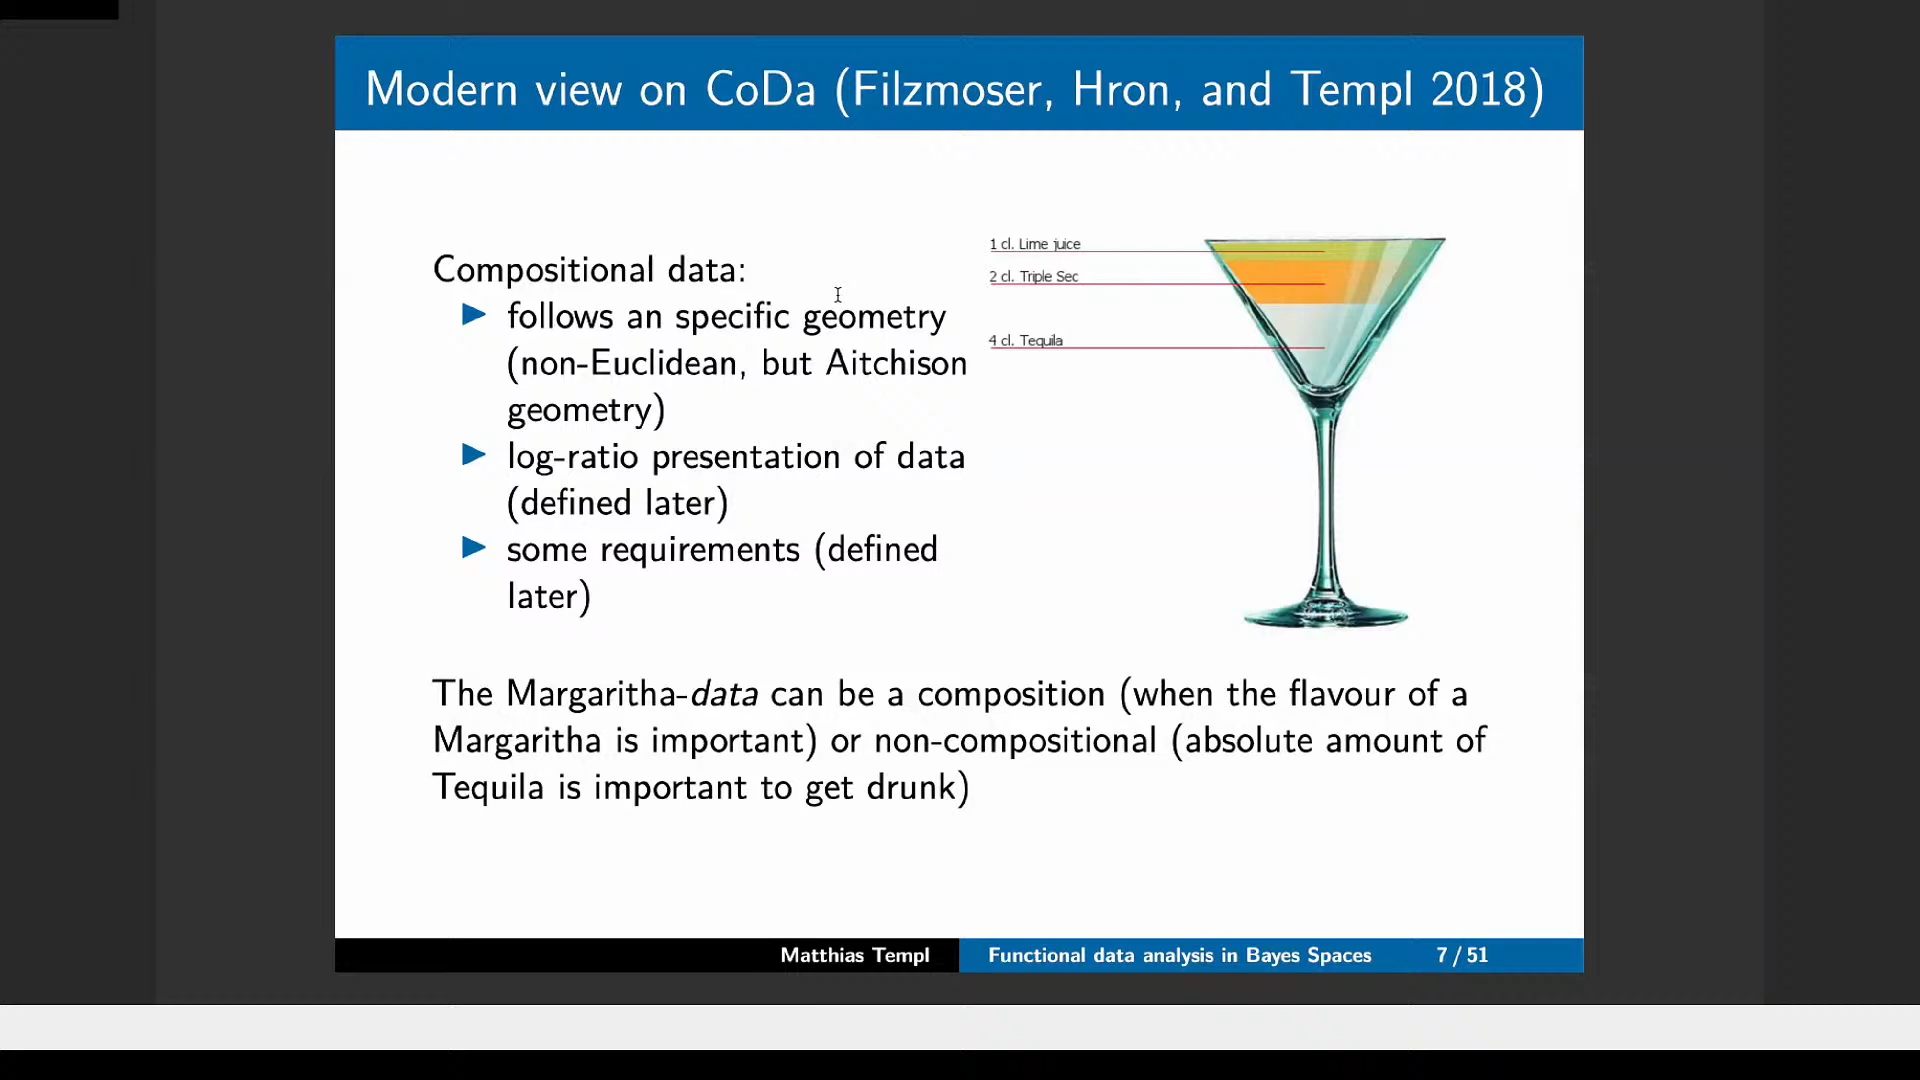 Modern view on CoDa (Filzmoser, Hron, and Templ 2018)
Compositional data:
follows an specific geometry
(non-Euclidean, but Aitchison
geometry)
log-ratio presentation of data
(defined later)
some requirements (defined
later)
1 cl. Lime juice
2 cl. Triple Sec
4 cl. Tequila
The Margaritha-data can be a composition (when the flavour of a
Margaritha is important) or non-compositional (absolute amount of
Tequila is important to get drunk)
Matthias Templ
Functional data analysis in Bayes Spaces
7 / 51